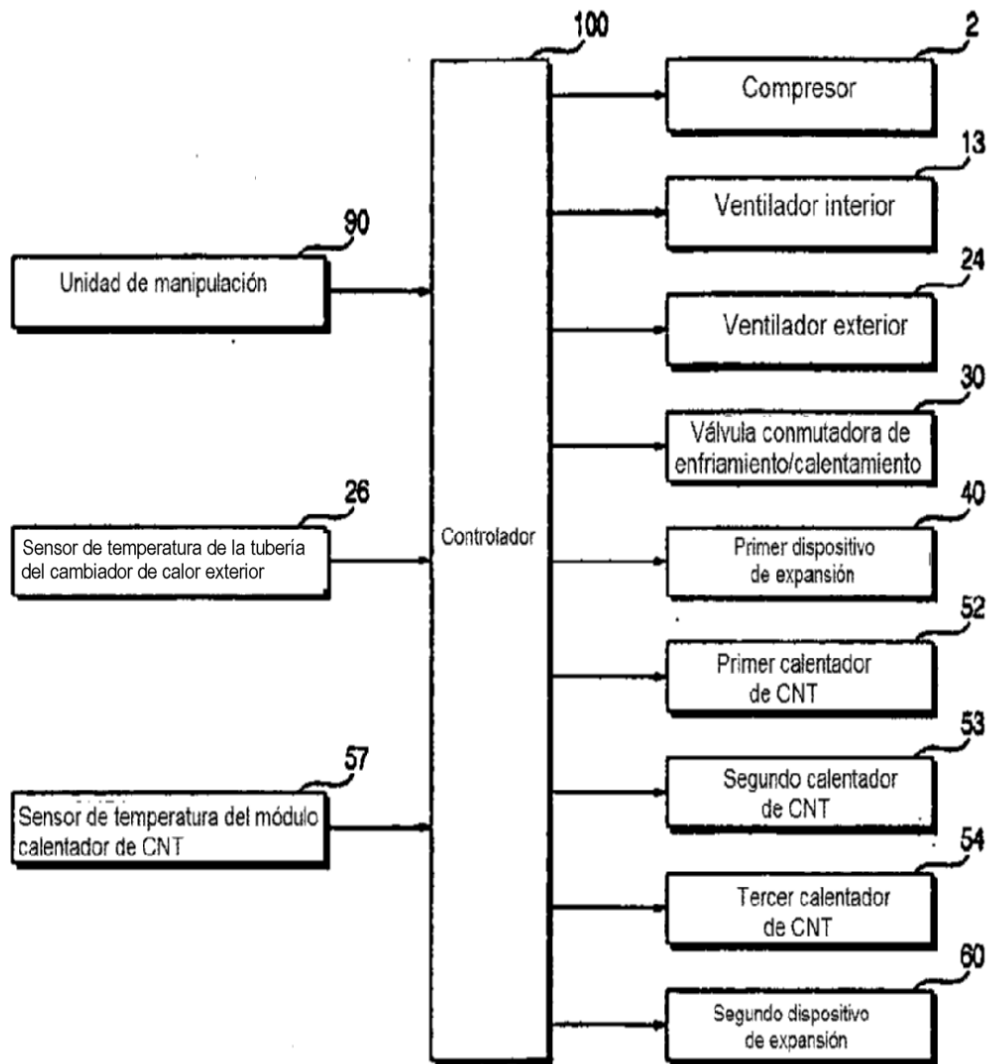 100
2
Compresor
13
Ventilador interior
90
Unidad de manipulación
24
Ventilador exterior
30
Válvula conmutadora de
enfriamiento/calentamiento
26
Sensor de temperatura de la tubería
del cambiador de calor exterior
Controlador
40
Primer dispositivo
de expansión
52
Primer calentador
de CNT
57
Sensor de temperatura del módulo
calentador de CNT
53
Segundo calentador
de CNT
54
Tercer calentador
de CNT
60
Segundo dispositivo
de expansión